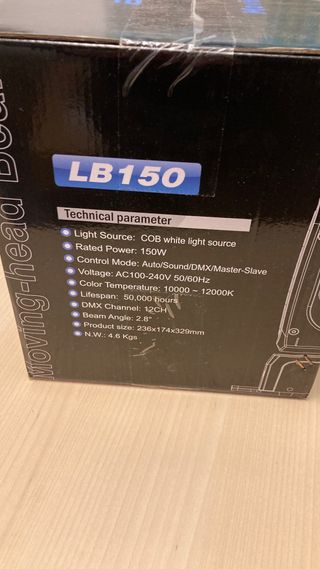 LB150
Technical parameter
Light Source: COB white light source
Rated Power: 150W
Control Mode: Auto/Sound/DMX/Master-Slave
Voltage: AC100-240V 50/60Hz
Color Temperature: 10000 ~ 12000K
Lifespan: 50,000 hours
DMX Channel: 12CH
Beam Angle: 2.8°
Product size: 236x174x329mm
N.W.: 4.6 Kgs
Moving-head